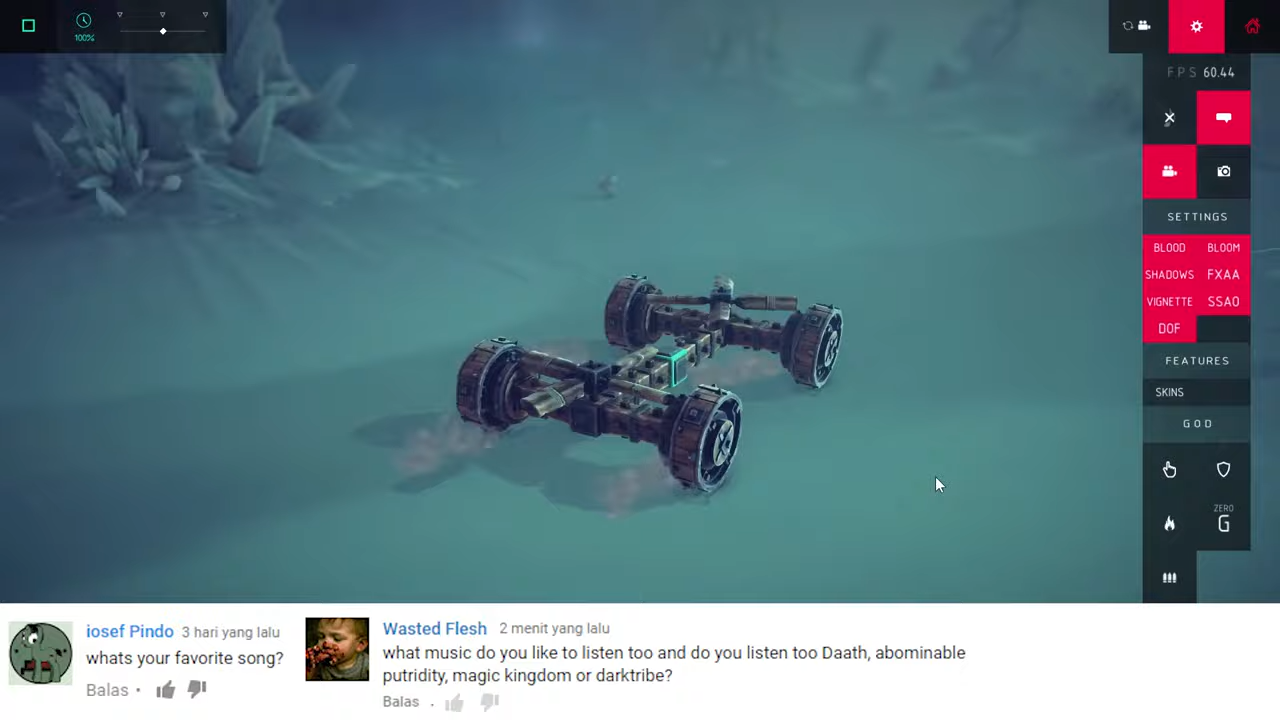 100%
FPS 60.44
SETTINGS
BLOOD BLOOM
SHADOWS FXAA
VIGNETTE SSAO
DOF
FEATURES
SKINS
GOD
ZERO
G
iosef Pindo 3 hari yang lalu
whats your favorite song?
Balas •
Wasted Flesh 2 menit yang lalu
what music do you like to listen too and do you listen too Daath, abominable
putridity, magic kingdom or darktribe?
Balas .